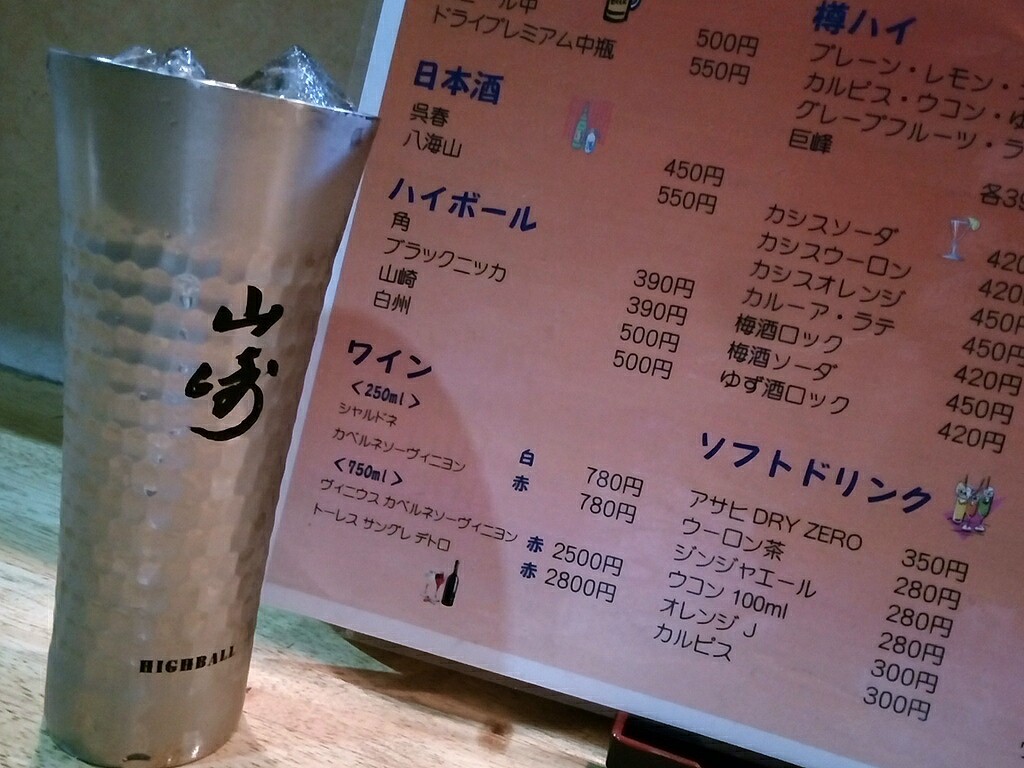 山崎
HIGHBALL
ール中 500円
ドライプレミアム中瓶 550円
日本酒
呉春 450円
八海山 550円
ハイボール
角 390円
ブラックニッカ 390円
山崎 500円
白州 500円
ワイン
<250ml>
シャルドネ 白 780円
カベルネソーヴィニヨン 赤 780円
<750ml>
ヴィニウス カベルネソーヴィニヨン 赤 2500円
トーレス サングレ デトロ 赤 2800円
樽ハイ
プレーン・レモン・
カルピス・ウコン・ゆ
グレープフルーツ・ラ
巨峰
各39
カシスソーダ 420
カシスウーロン 420
カシスオレンジ 450
カルーア・ラテ 450円
梅酒ロック 420円
梅酒ソーダ 450円
ゆず酒ロック 420円
ソフトドリンク
アサヒ DRY ZERO 350円
ウーロン茶 280円
ジンジャエール 280円
ウコン 100ml 280円
オレンジ J 300円
カルピス 300円